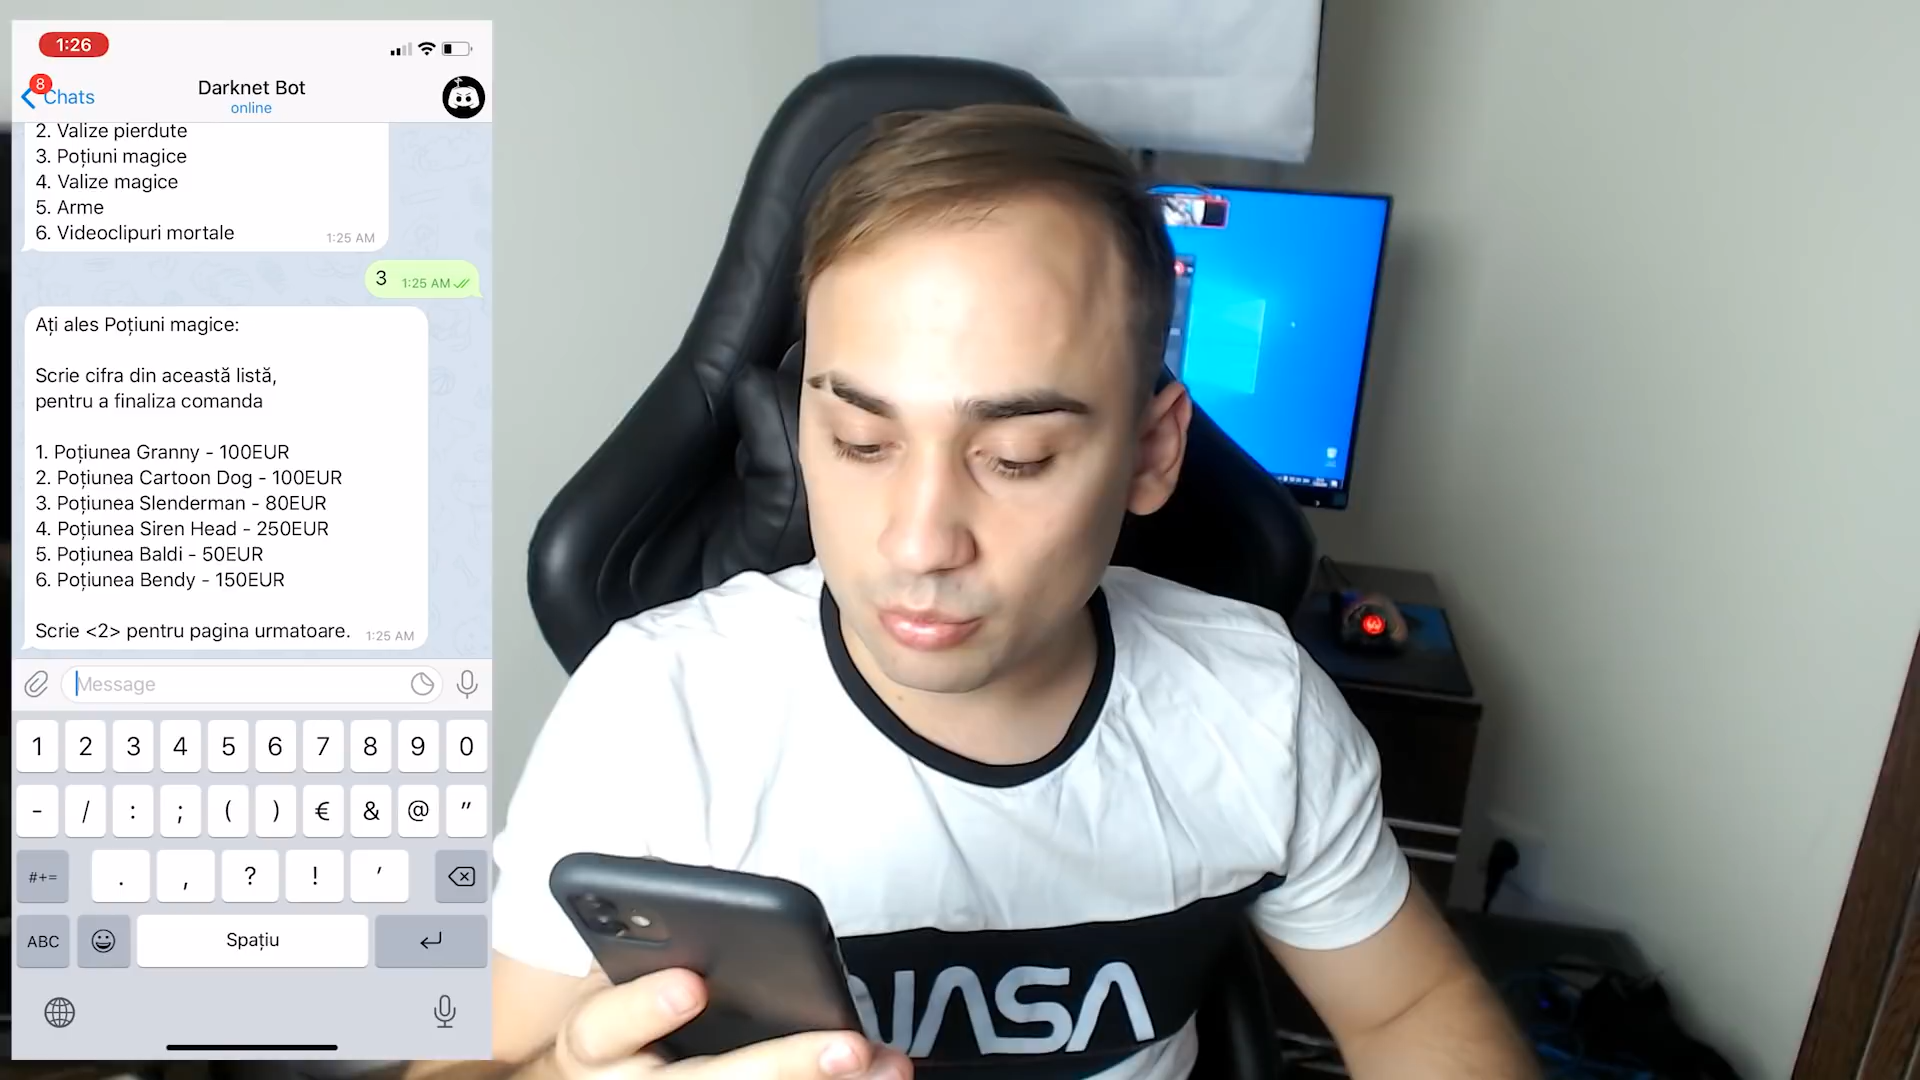 1:26
8
Chats
Darknet Bot
online
2. Valize pierdute
3. Poțiuni magice
4. Valize magice
5. Arme
6. Videoclipuri mortale
1:25 AM
3 1:25 AM
Ați ales Poțiuni magice:
Scrie cifra din această listă,
pentru a finaliza comanda
1. Poțiunea Granny - 100EUR
2. Poțiunea Cartoon Dog - 100EUR
3. Poțiunea Slenderman - 80EUR
4. Poțiunea Siren Head - 250EUR
5. Poțiunea Baldi - 50EUR
6. Poțiunea Bendy - 150EUR
Scrie <2> pentru pagina urmatoare. 1:25 AM
Message
1 2 3 4 5 6 7 8 9 0
- / : ; ( ) € & @ "
#+= . , ? ! '
ABC Spațiu
NASA